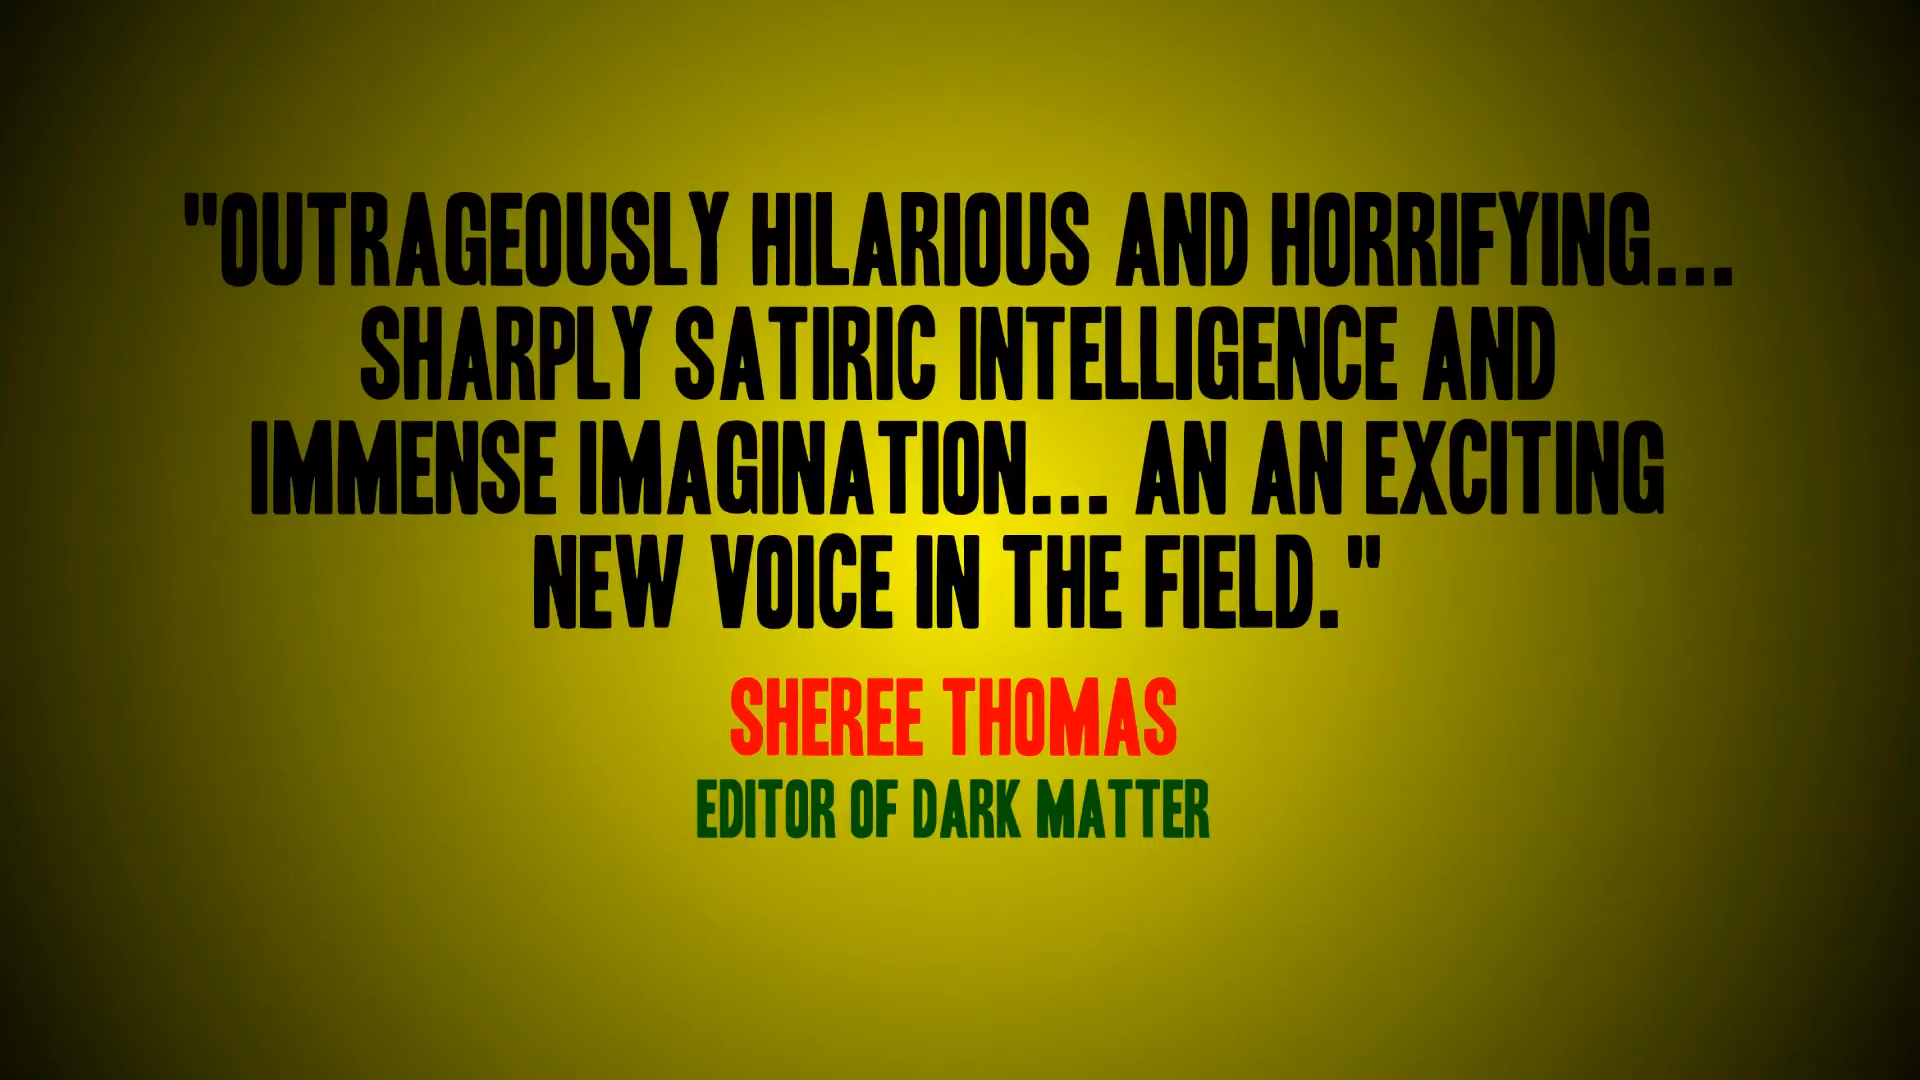 "OUTRAGEOUSLY HILARIOUS AND HORRIFYING...
SHARPLY SATIRIC INTELLIGENCE AND
IMMENSE IMAGINATION... AN AN EXCITING
NEW VOICE IN THE FIELD."
SHEREE THOMAS
EDITOR OF DARK MATTER